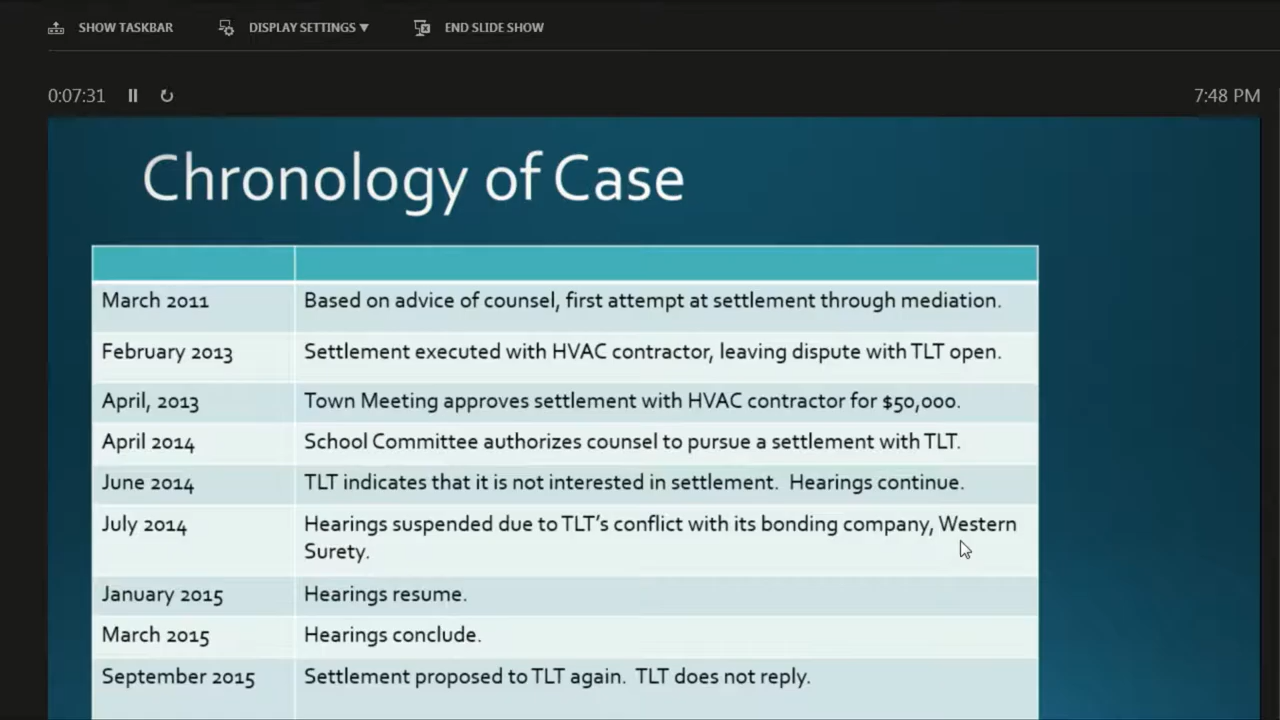 SHOW TASKBAR DISPLAY SETTINGS▼ END SLIDE SHOW
0:07:31 7:48 PM
Chronology of Case
March 2011 Based on advice of counsel, first attempt at settlement through mediation.
February 2013 Settlement executed with HVAC contractor, leaving dispute with TLT open.
April, 2013 Town Meeting approves settlement with HVAC contractor for $50,000.
April 2014 School Committee authorizes counsel to pursue a settlement with TLT.
June 2014 TLT indicates that it is not interested in settlement. Hearings continue.
July 2014 Hearings suspended due to TLT's conflict with its bonding company, Western
Surety.
January 2015 Hearings resume.
March 2015 Hearings conclude.
September 2015 Settlement proposed to TLT again. TLT does not reply.